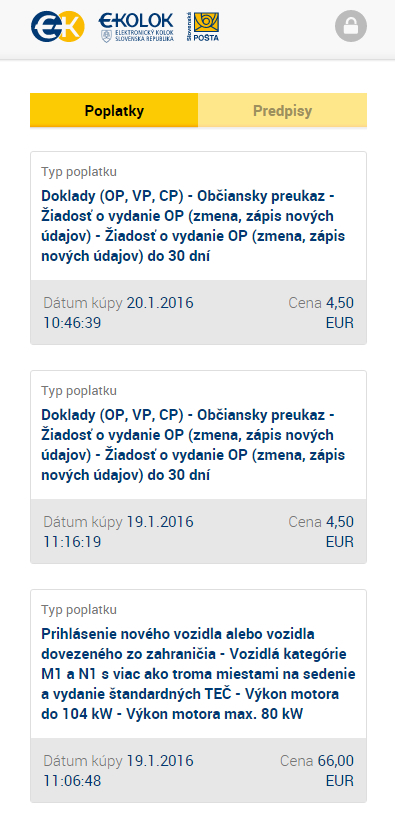 EK
E-KOLOK
ELEKTRONICKÝ KOLOK
SLOVENSKÁ REPUBLIKA
Slovenská
POŠTA
Poplatky
Predpisy
Typ poplatku
Doklady (OP, VP, CP) - Občiansky preukaz -
Žiadosť o vydanie OP (zmena, zápis nových
údajov) - Žiadosť o vydanie OP (zmena, zápis
nových údajov) do 30 dní
Dátum kúpy 20.1.2016
10:46:39
Cena 4,50
EUR
Typ poplatku
Doklady (OP, VP, CP) - Občiansky preukaz -
Žiadosť o vydanie OP (zmena, zápis nových
údajov) - Žiadosť o vydanie OP (zmena, zápis
nových údajov) do 30 dní
Dátum kúpy 19.1.2016
11:16:19
Cena 4,50
EUR
Typ poplatku
Prihlásenie nového vozidla alebo vozidla
dovezeného zo zahraničia - Vozidlá kategórie
M1 a N1 s viac ako troma miestami na sedenie
a vydanie štandardných TEČ - Výkon motora
do 104 kW - Výkon motora max. 80 kW
Dátum kúpy 19.1.2016
11:06:48
Cena 66,00
EUR